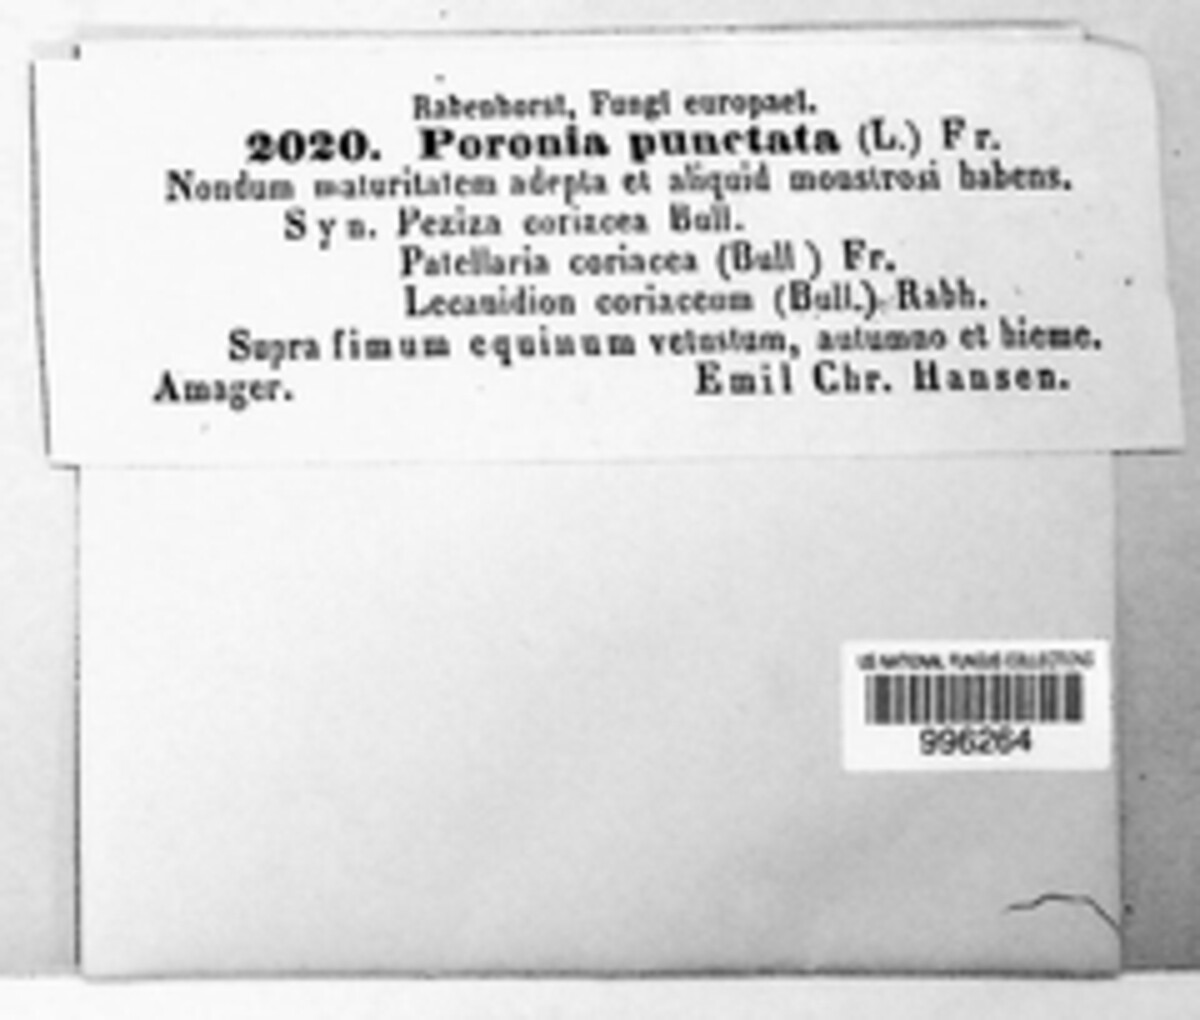 Rabenhorst, Fungi europaei.
2020. Poronia punctata (L.) Fr.
Nondum maturitatem adepta et aliquid monstrosi habens.
Syn. Peziza coriacea Bull.
Patellaria coriacea (Bull) Fr.
Lecanidion coriaceum (Bull.) Rabh.
Supra fimum equinum vetustum, autumno et hieme.
Amager. Emil Chr. Hansen.
US NATIONAL FUNGUS COLLECTIONS
996264